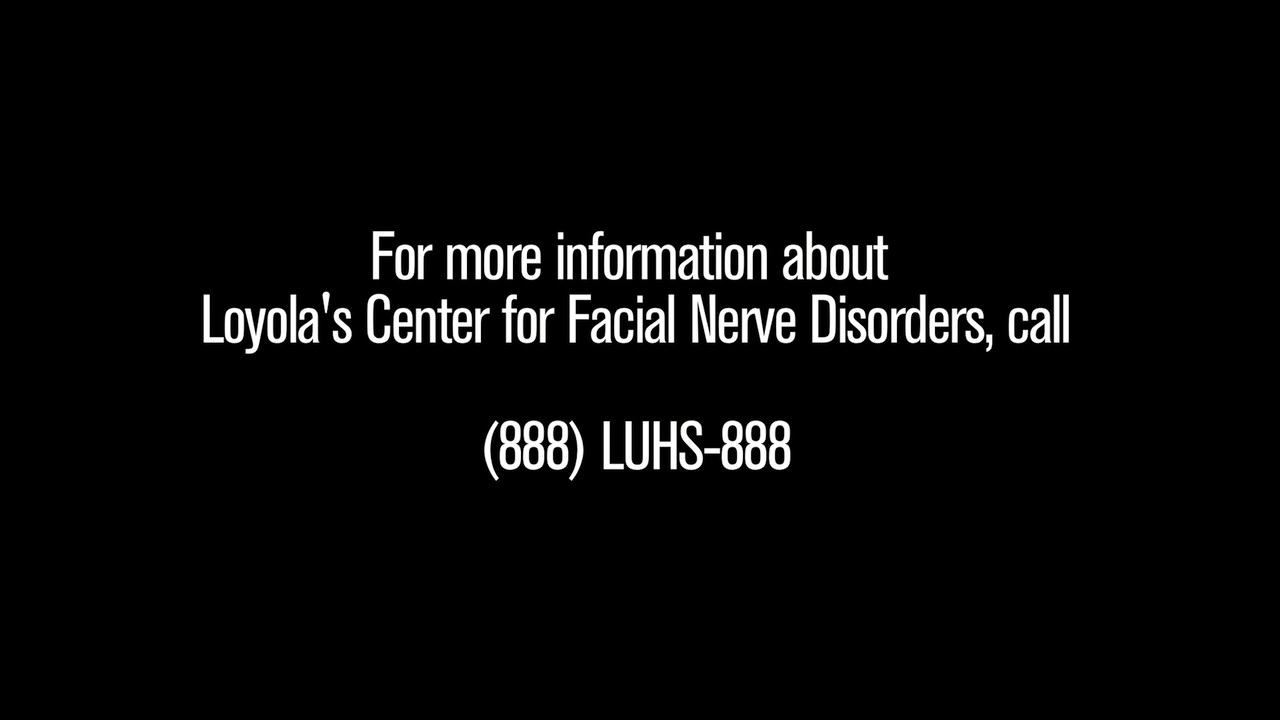 For more information about
Loyola's Center for Facial Nerve Disorders, call
(888) LUHS-888